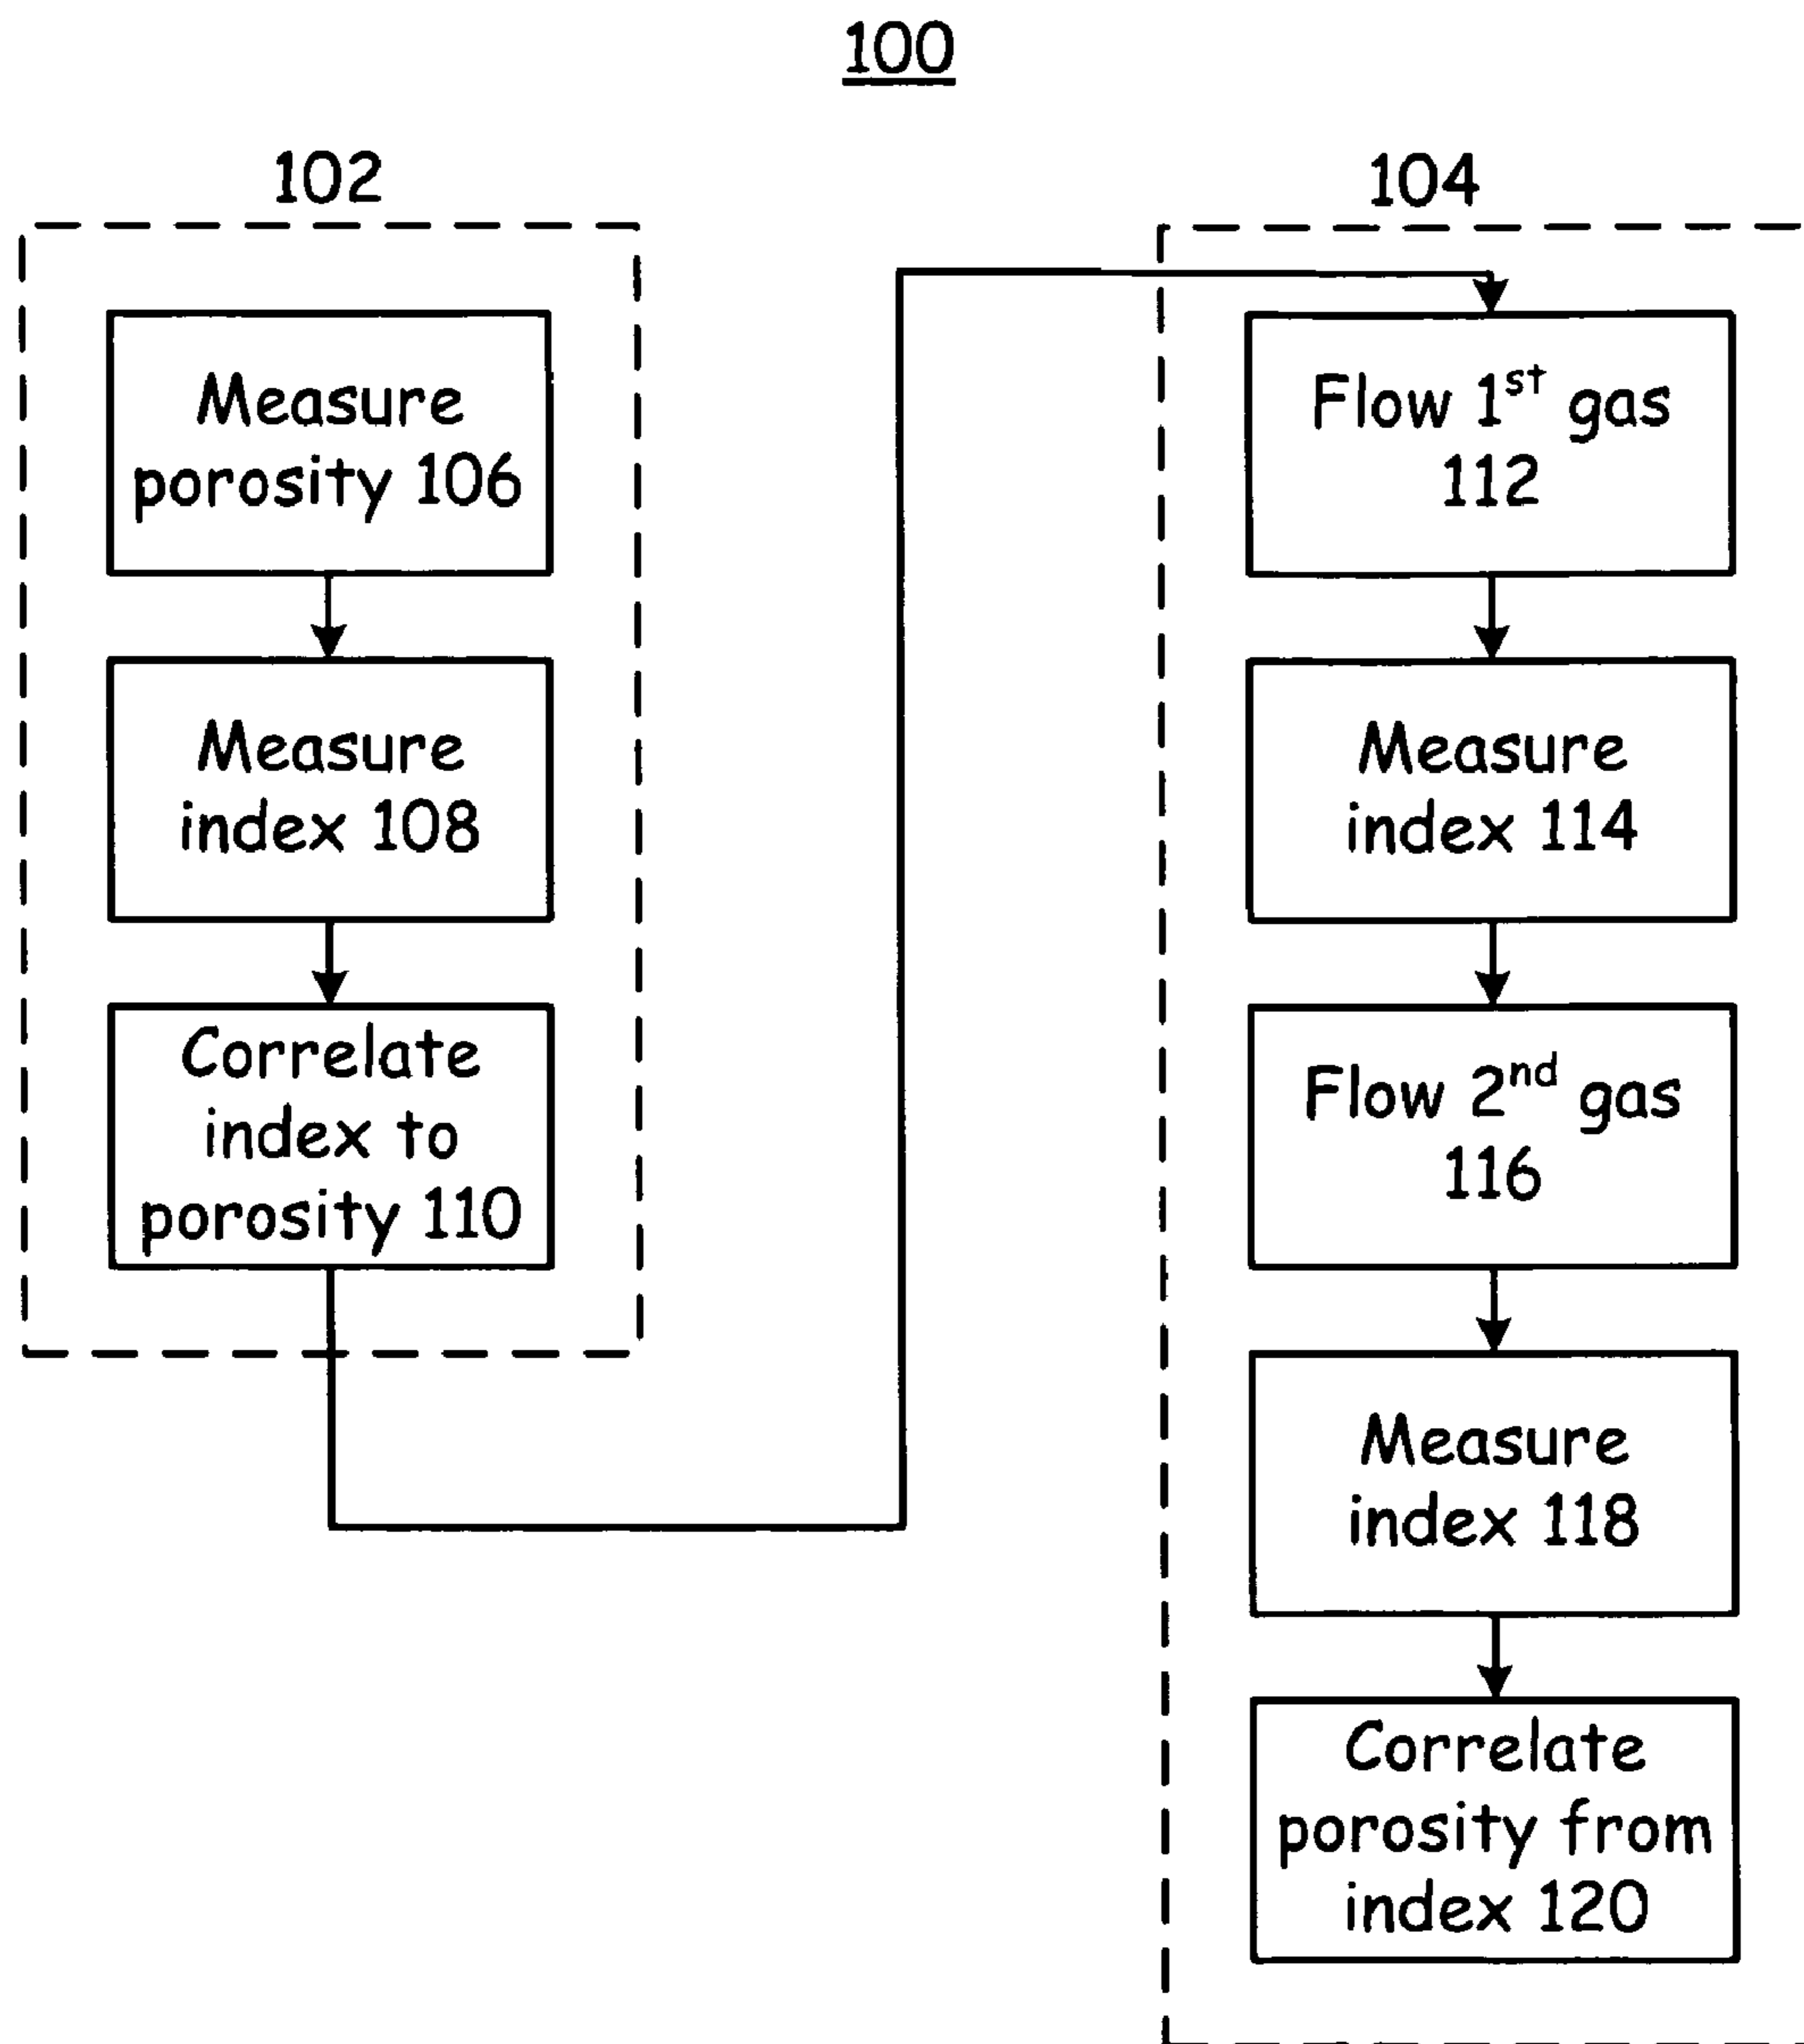 100
102
Measure
porosity 106
Measure
index 108
Correlate
index to
porosity 110
104
Flow 1st gas
112
Measure
index 114
Flow 2nd gas
116
Measure
index 118
Correlate
porosity from
index 120